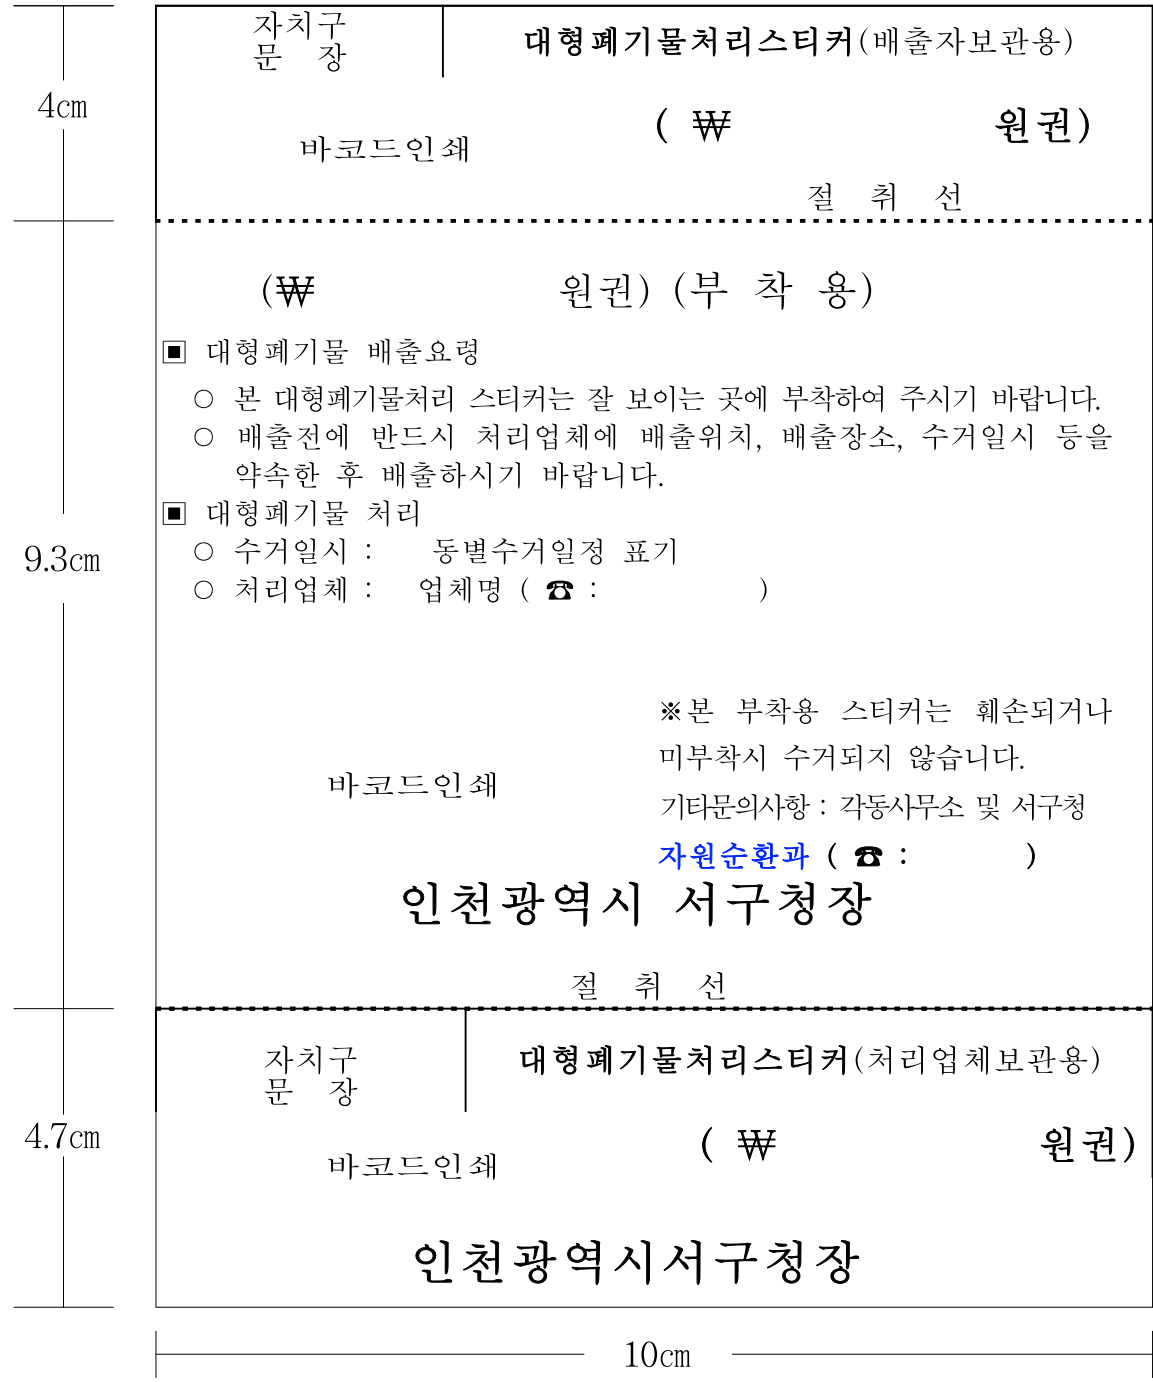 자치구
문 장
대형폐기물처리스티커(배출자보관용)
4㎝
( ₩ 원권)
바코드인쇄
절 취 선
(₩ 원권) (부 착 용)
▣ 대형폐기물 배출요령
○ 본 대형폐기물처리 스티커는 잘 보이는 곳에 부착하여 주시기 바랍니다.
○ 배출전에 반드시 처리업체에 배출위치, 배출장소, 수거일시 등을
약속한 후 배출하시기 바랍니다.
▣ 대형폐기물 처리
○ 수거일시 : 동별수거일정 표기
9.3㎝
○ 처리업체 : 업체명 ( ☎ : )
※본 부착용 스티커는 훼손되거나
미부착시 수거되지 않습니다.
바코드인쇄
기타문의사항 : 각동사무소 및 서구청
자원순환과 ( ☎ : )
인천광역시 서구청장
절 취 선
자치구
문 장
대형폐기물처리스티커(처리업체보관용)
4.7㎝
( ₩ 원권)
바코드인쇄
인천광역시서구청장
10㎝